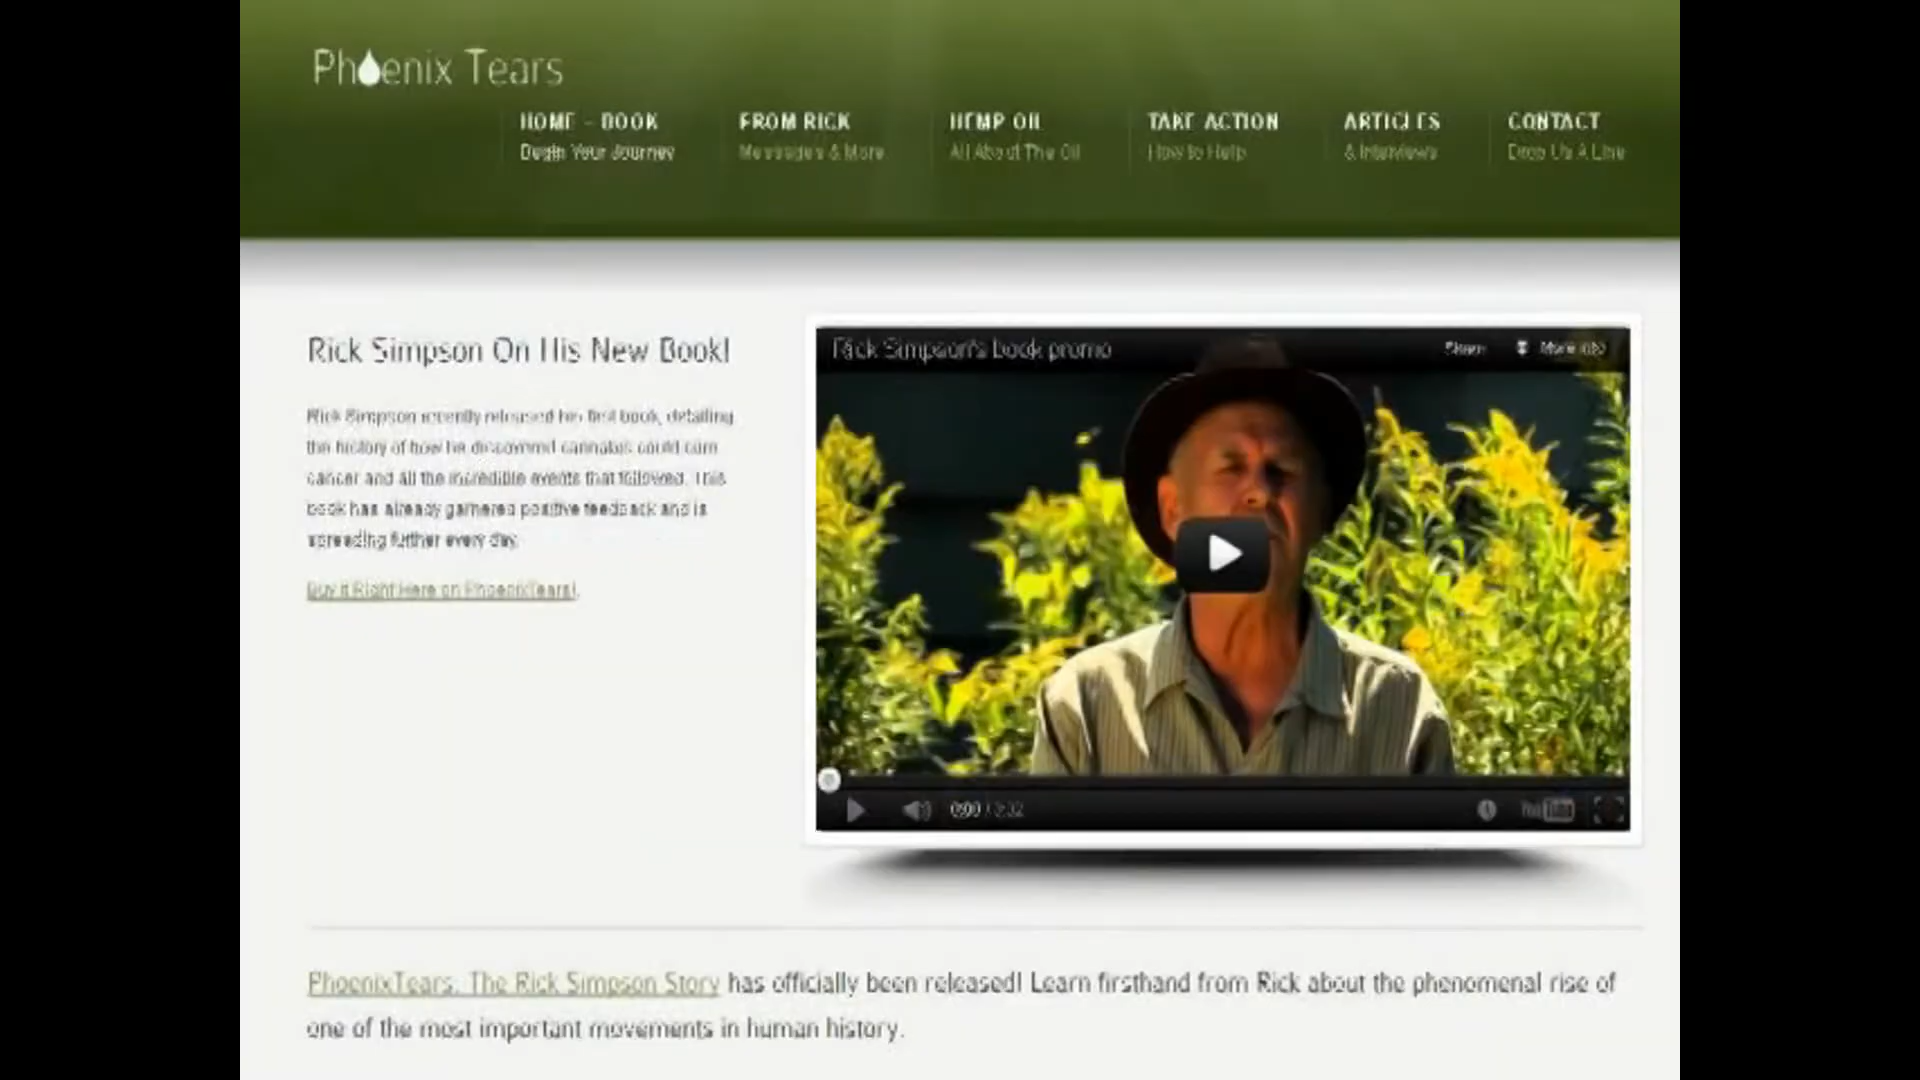 Phoenix Tears
HOME - BOOK
Begin Your Journey
FROM RICK
Messages & More
HEMP OIL
All About The Oil
TAKE ACTION
How to Help
ARTICLES
& Interviews
CONTACT
Drop Us A Line
Rick Simpson On His New Book!
Rick Simpson recently released his first book, detailing
the history of how he discovered cannabis could cure
cancer and all the incredible events that followed. This
book has already garnered positive feedback and is
spreading further every day.
Buy it Right Here on PhoenixTears!
Rick Simpson's book promo
Share
More info
0:00
YouTube
PhoenixTears, The Rick Simpson Story has officially been released! Learn firsthand from Rick about the phenomenal rise of
one of the most important movements in human history.